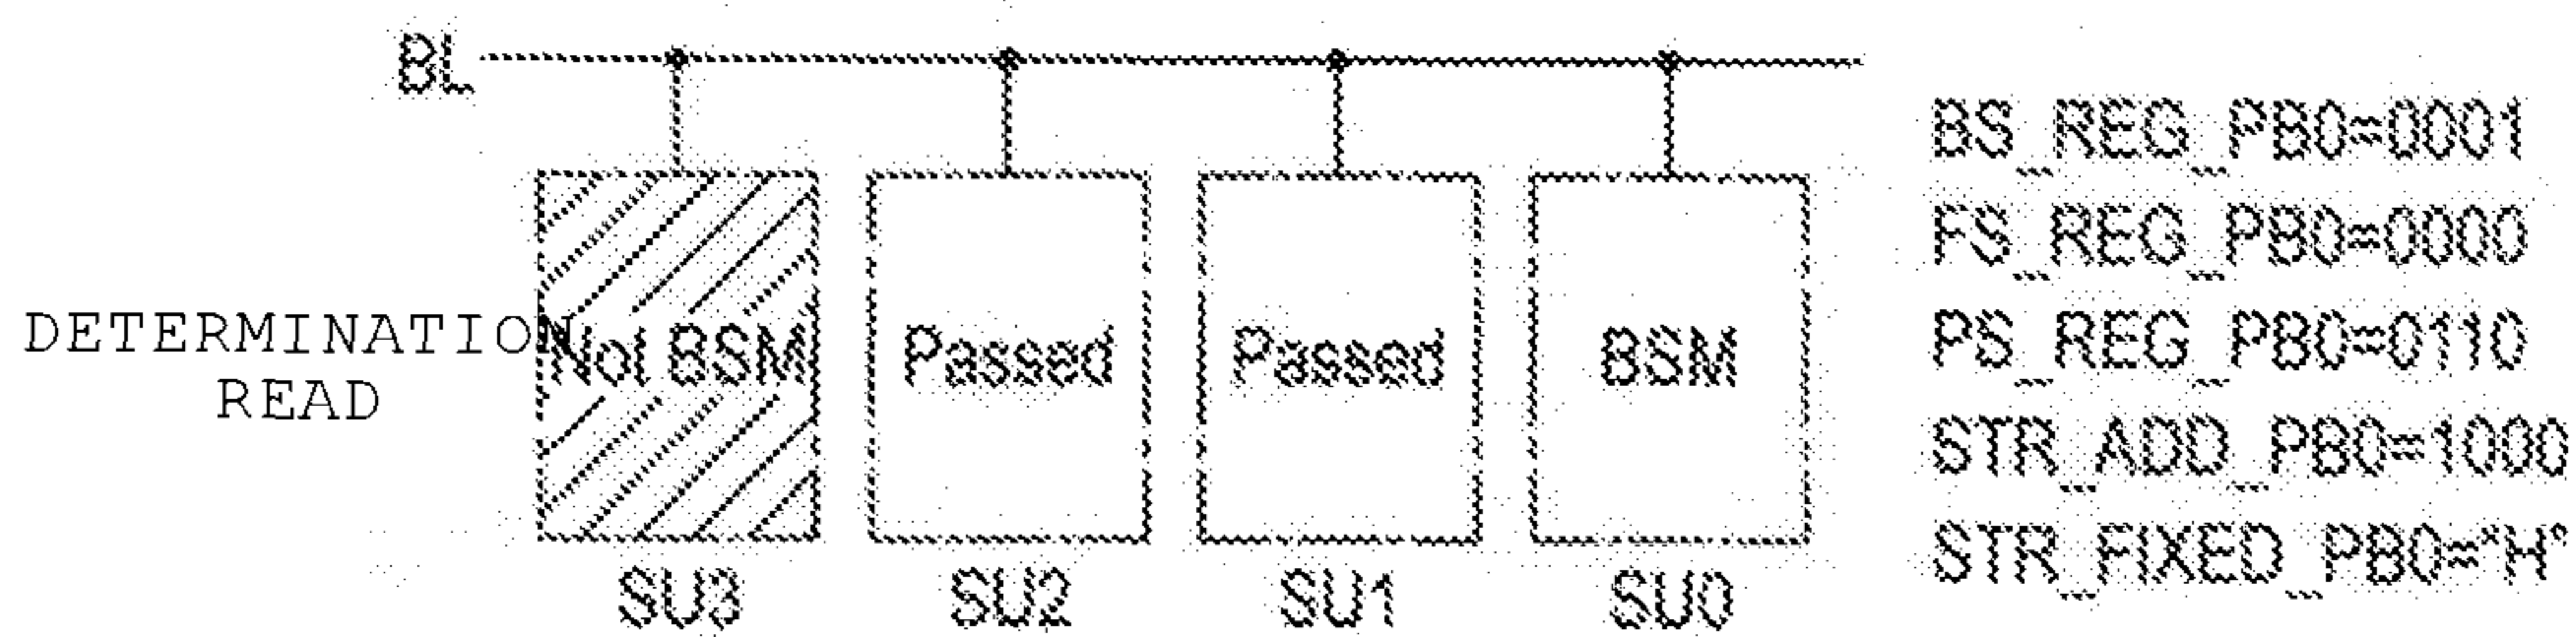 BL
BS_REG_PB0=0001
FS_REG_PB0=0000
PS_REG_PB0=0110
STR_ADD_PB0=1000
STR_FIXED_PB0="H"
DETERMINATION
READ
Not BSM
Passed
Passed
BSM
SU3
SU2
SU1
SU0